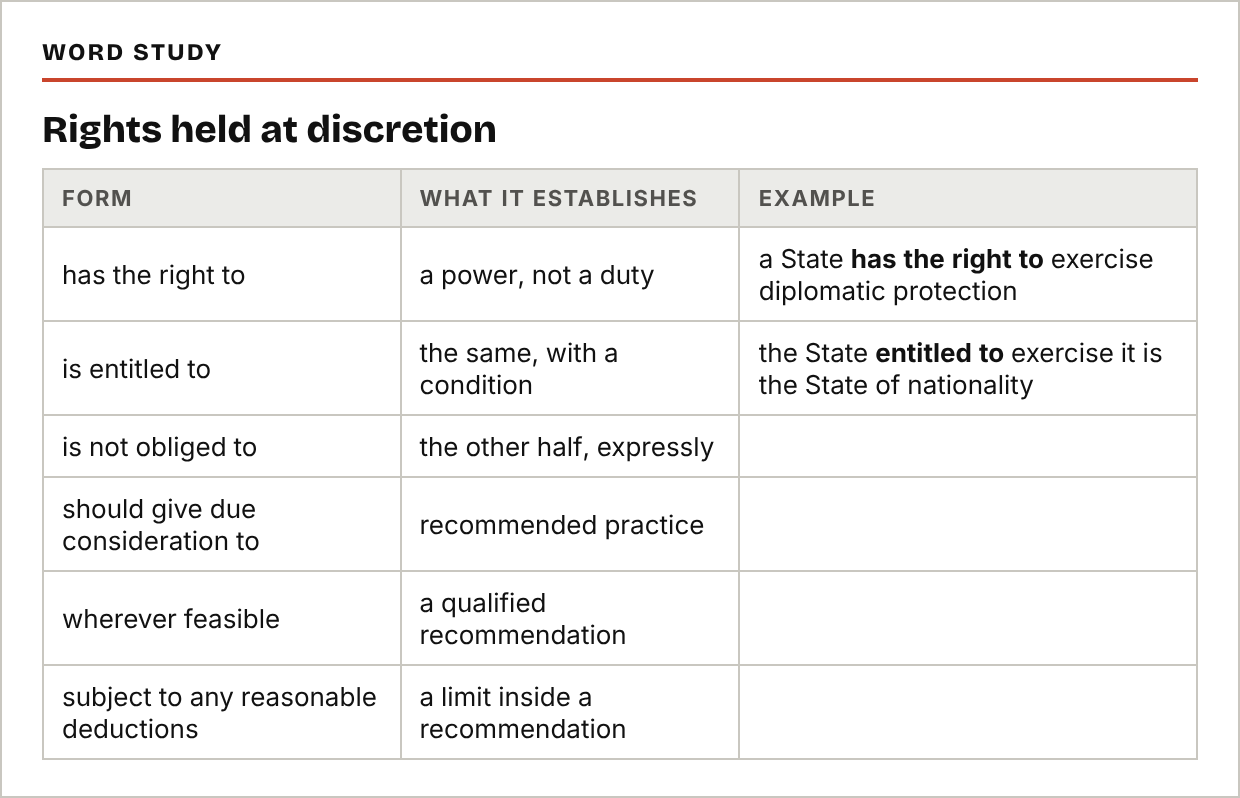 WORD STUDY
Rights held at discretion
FORM
WHAT IT ESTABLISHES
EXAMPLE
has the right to
a power, not a duty
a State has the right to exercise
diplomatic protection
is entitled to
the same, with a
condition
the State entitled to exercise it is
the State of nationality
is not obliged to
the other half, expressly
should give due
consideration to
recommended practice
wherever feasible
a qualified
recommendation
subject to any reasonable
deductions
a limit inside a
recommendation